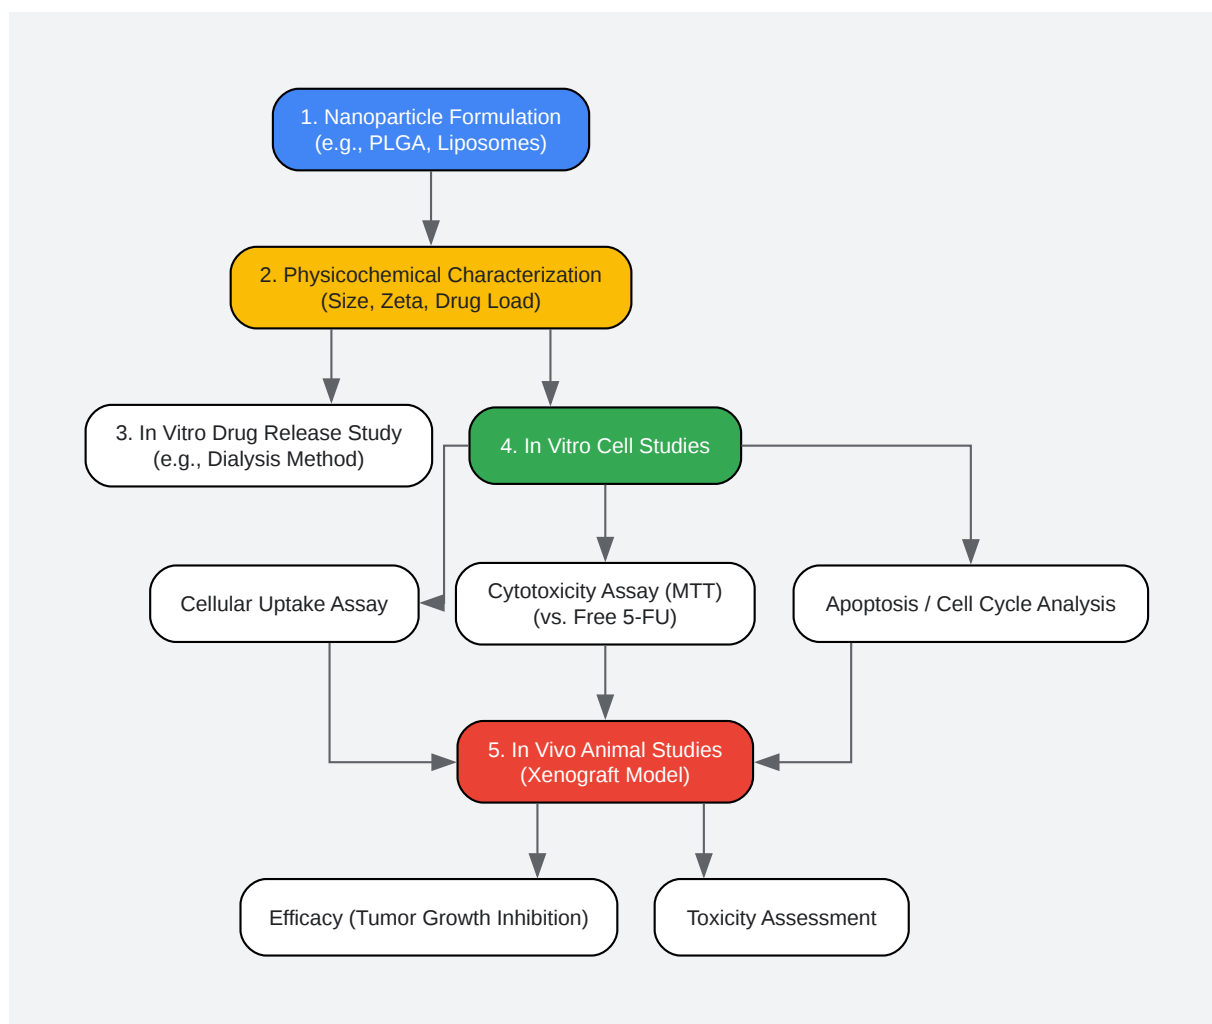 1. Nanoparticle Formulation
(e.g., PLGA, Liposomes)
2. Physicochemical Characterization
(Size, Zeta, Drug Load)
3. In Vitro Drug Release Study
(e.g., Dialysis Method)
4. In Vitro Cell Studies
Cellular Uptake Assay
Cytotoxicity Assay (MTT)
(vs. Free 5-FU)
Apoptosis / Cell Cycle Analysis
5. In Vivo Animal Studies
(Xenograft Model)
Efficacy (Tumor Growth Inhibition)
Toxicity Assessment